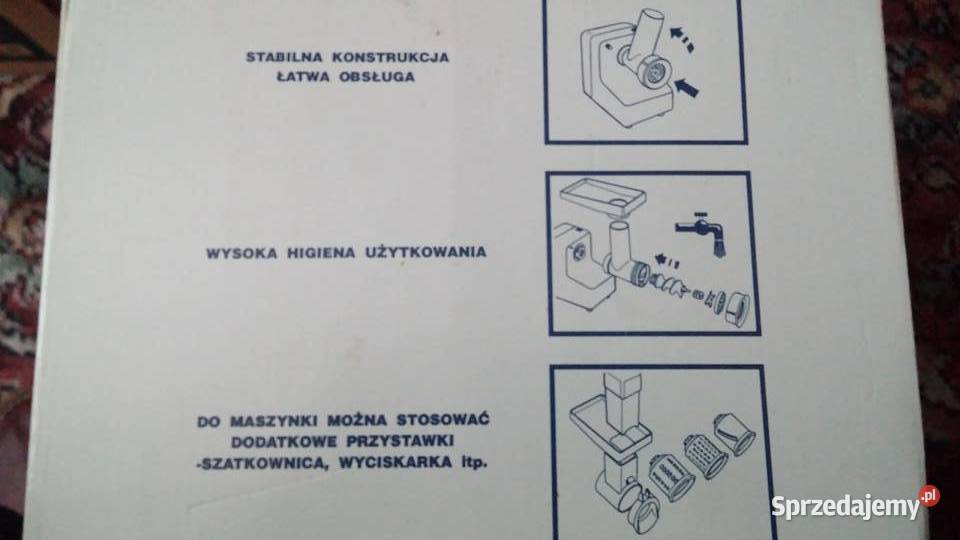 STABILNA KONSTRUKCJA
ŁATWA OBSŁUGA
WYSOKA HIGIENA UŻYTKOWANIA
DO MASZYNKI MOŻNA STOSOWAĆ
DODATKOWE PRZYSTAWKI
-SZATKOWNICA, WYCISKARKA itp.
Sprzedajemy.pl